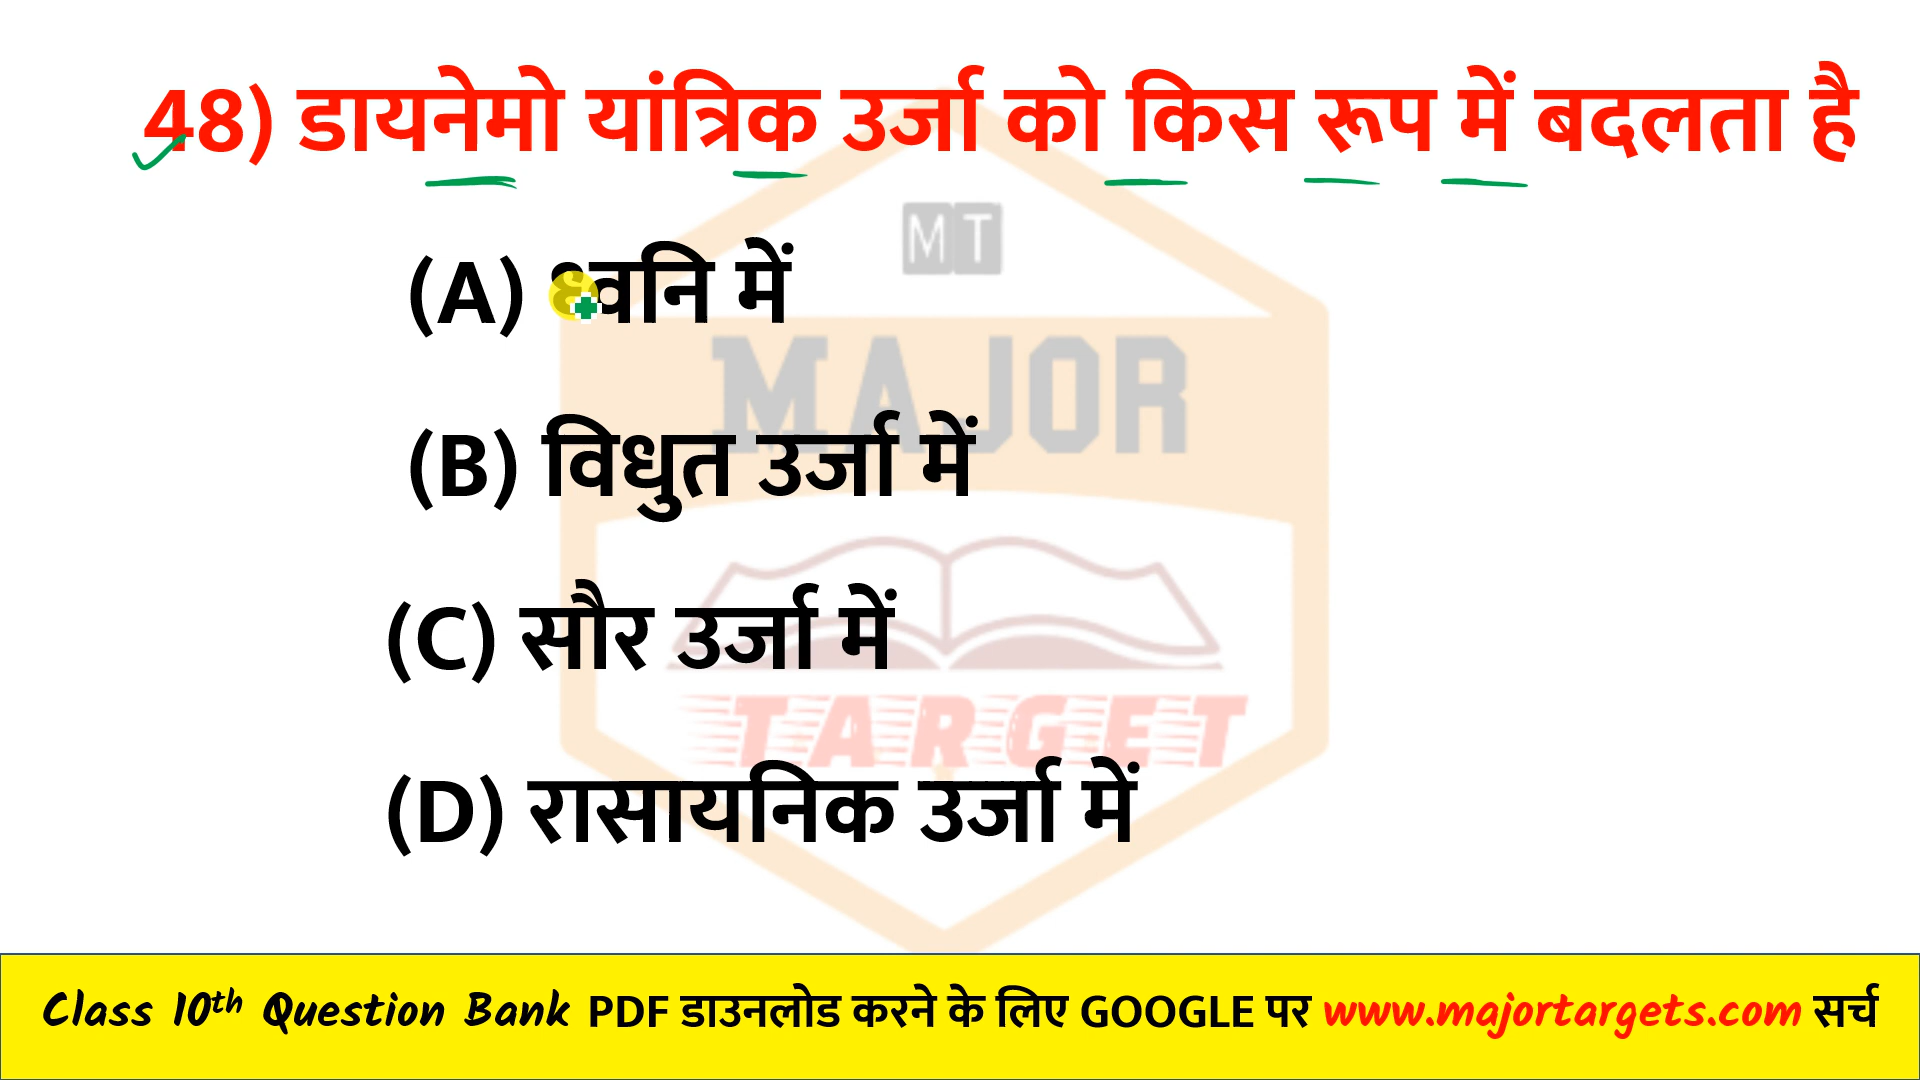 48) डायनेमो यांत्रिक उर्जा को किस रूप में बदलता है
MT
(A) ध्वनि में
MAJOR
(B) विधुत उर्जा में
(C) सौर उर्जा में
TARGET
(D) रासायनिक उर्जा में
Class 10th Question Bank PDF डाउनलोड करने के लिए GOOGLE पर www.majortargets.com सर्च